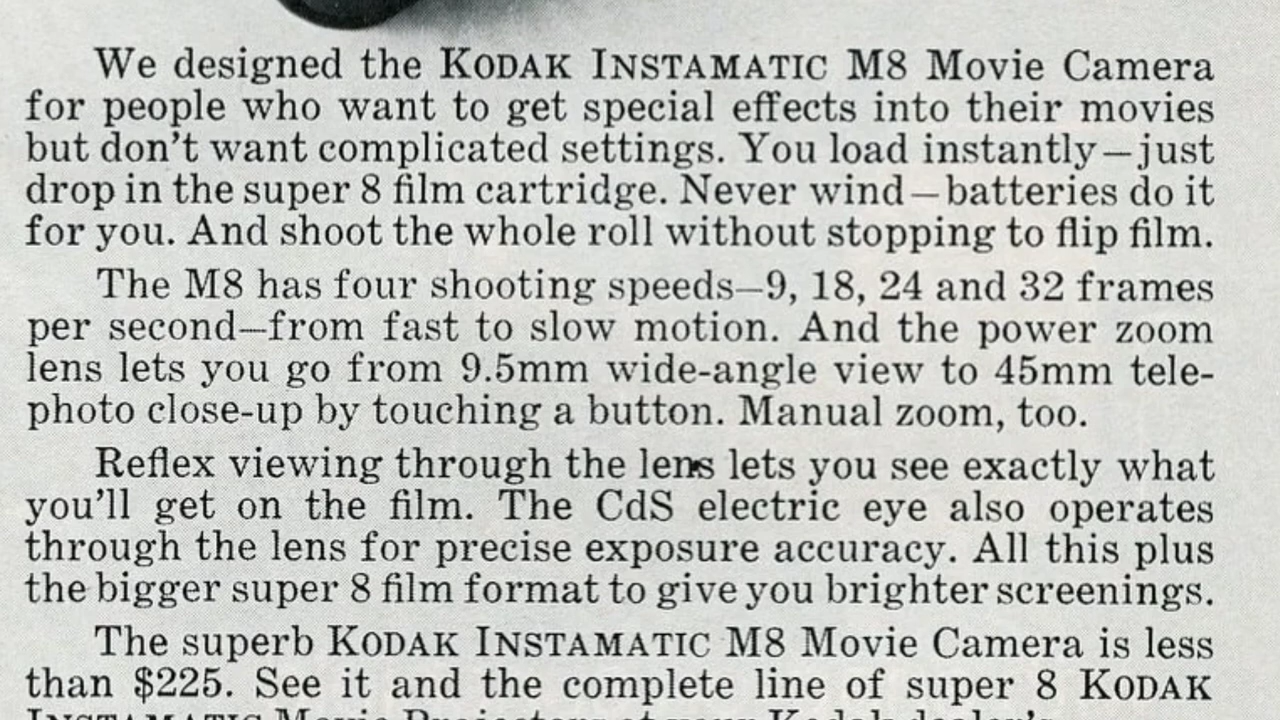 We designed the KODAK INSTAMATIC M8 Movie Camera
for people who want to get special effects into their movies
but don't want complicated settings. You load instantly—just
drop in the super 8 film cartridge. Never wind—batteries do it
for you. And shoot the whole roll without stopping to flip film.
The M8 has four shooting speeds—9, 18, 24 and 32 frames
per second—from fast to slow motion. And the power zoom
lens lets you go from 9.5mm wide-angle view to 45mm tele-
photo close-up by touching a button. Manual zoom, too.
Reflex viewing through the lens lets you see exactly what
you'll get on the film. The CdS electric eye also operates
through the lens for precise exposure accuracy. All this plus
the bigger super 8 film format to give you brighter screenings.
The superb KODAK INSTAMATIC M8 Movie Camera is less
than $225. See it and the complete line of super 8 KODAK
INSTAMATIC Movie Projectors at your Kodak dealer's